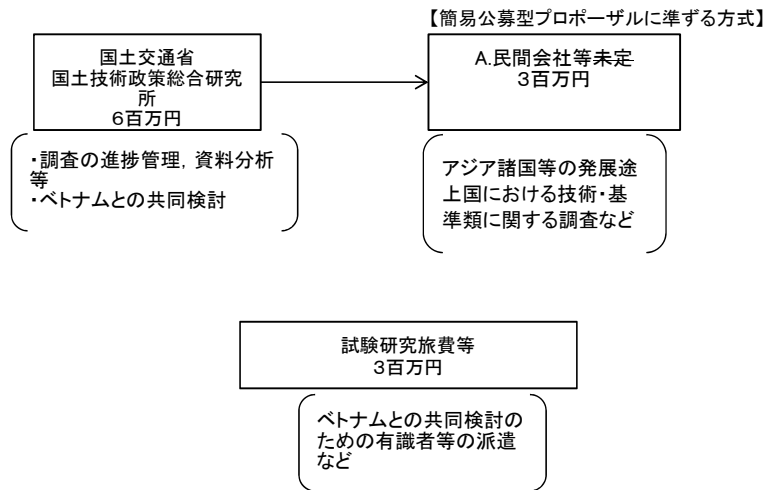 【簡易公募型プロポーザルに準ずる方式】
国土交通省
国土技術政策総合研究
所
6百万円
A.民間会社等未定
3百万円
・調査の進捗管理，資料分析
等
・ベトナムとの共同検討
アジア諸国等の発展途
上国における技術・基
準類に関する調査など
試験研究旅費等
3百万円
ベトナムとの共同検討の
ための有識者等の派遣
など